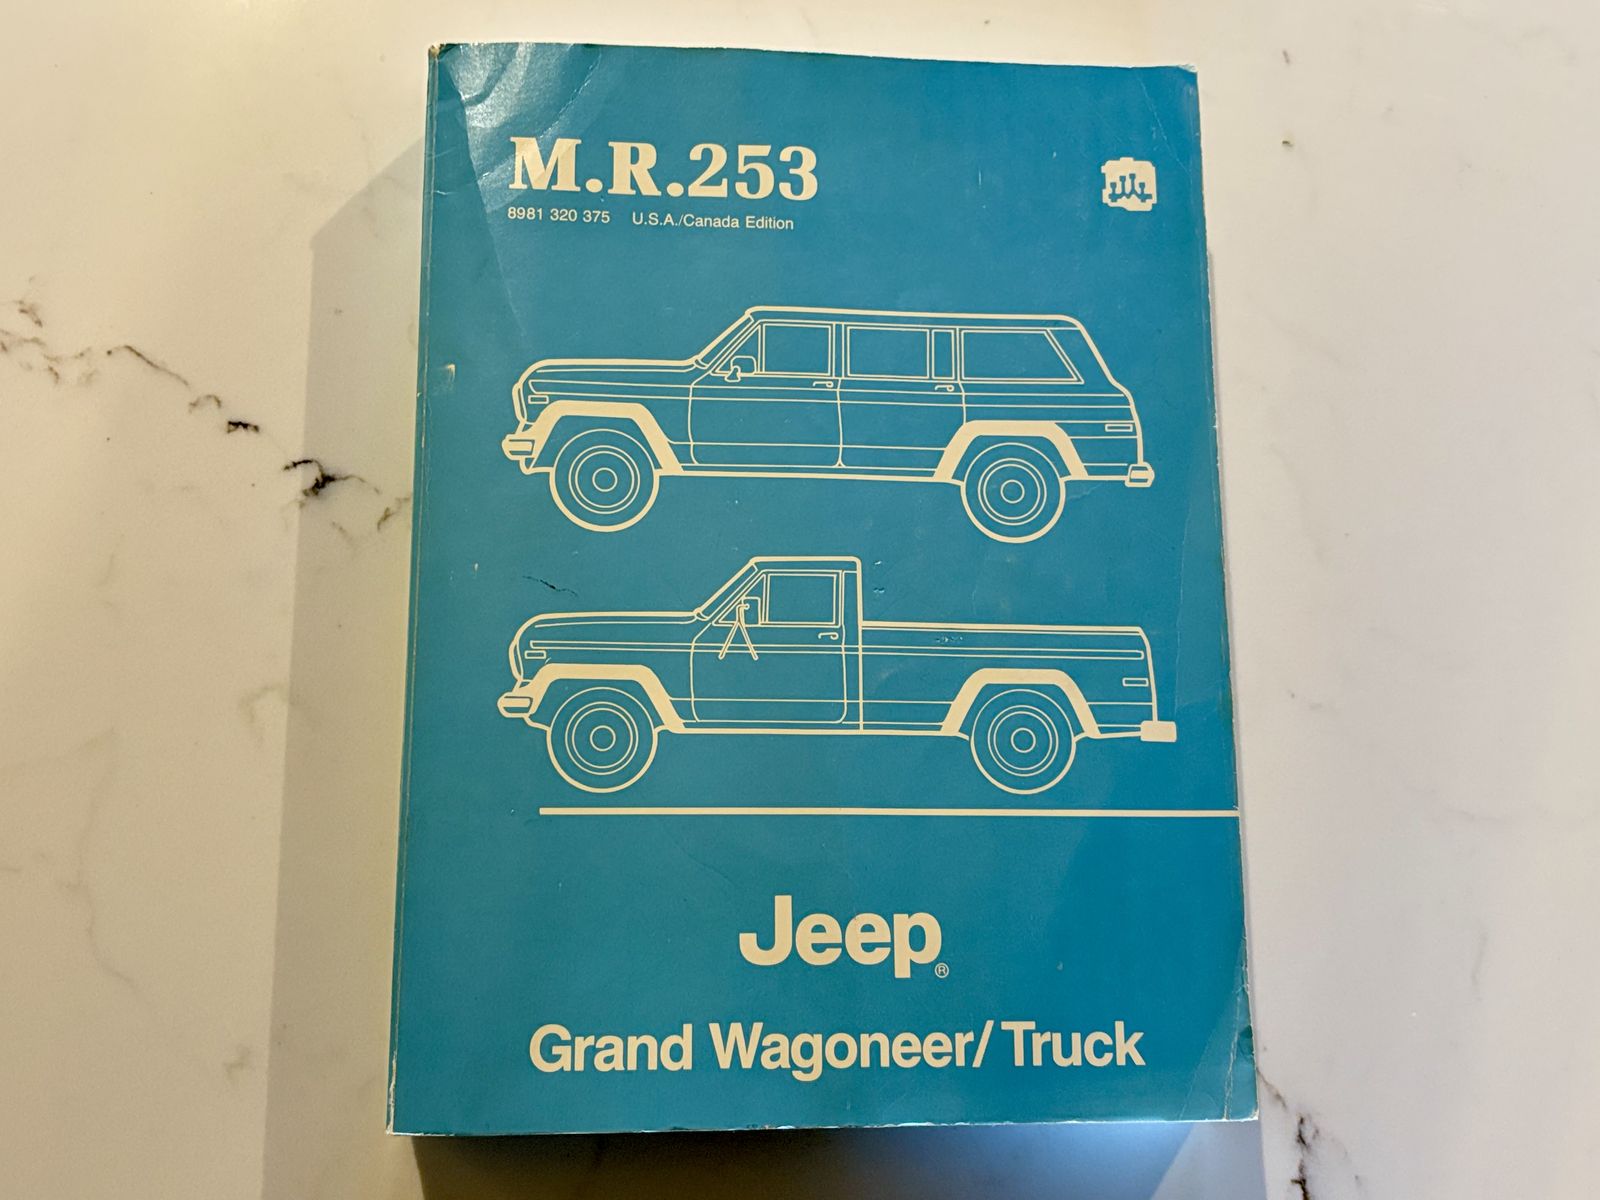 M.R.253
8981 320 375 U.S.A./Canada Edition
Jeep®
Grand Wagoneer/Truck